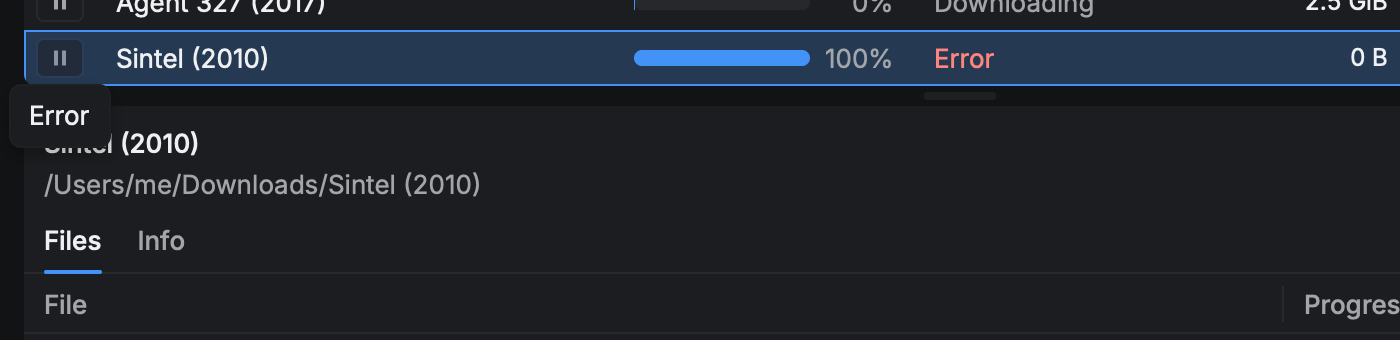 Agent 327 (2017) 0% Downloading 2.5 GiB
Sintel (2010) 100% Error 0 B
Error
Sintel (2010)
/Users/me/Downloads/Sintel (2010)
Files Info
File Progres